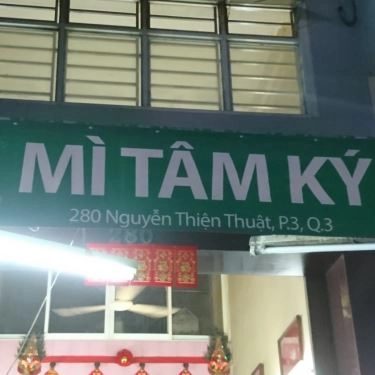 MÌ TÂM KÝ
280 Nguyễn Thiện Thuật, P.3, Q.3
280